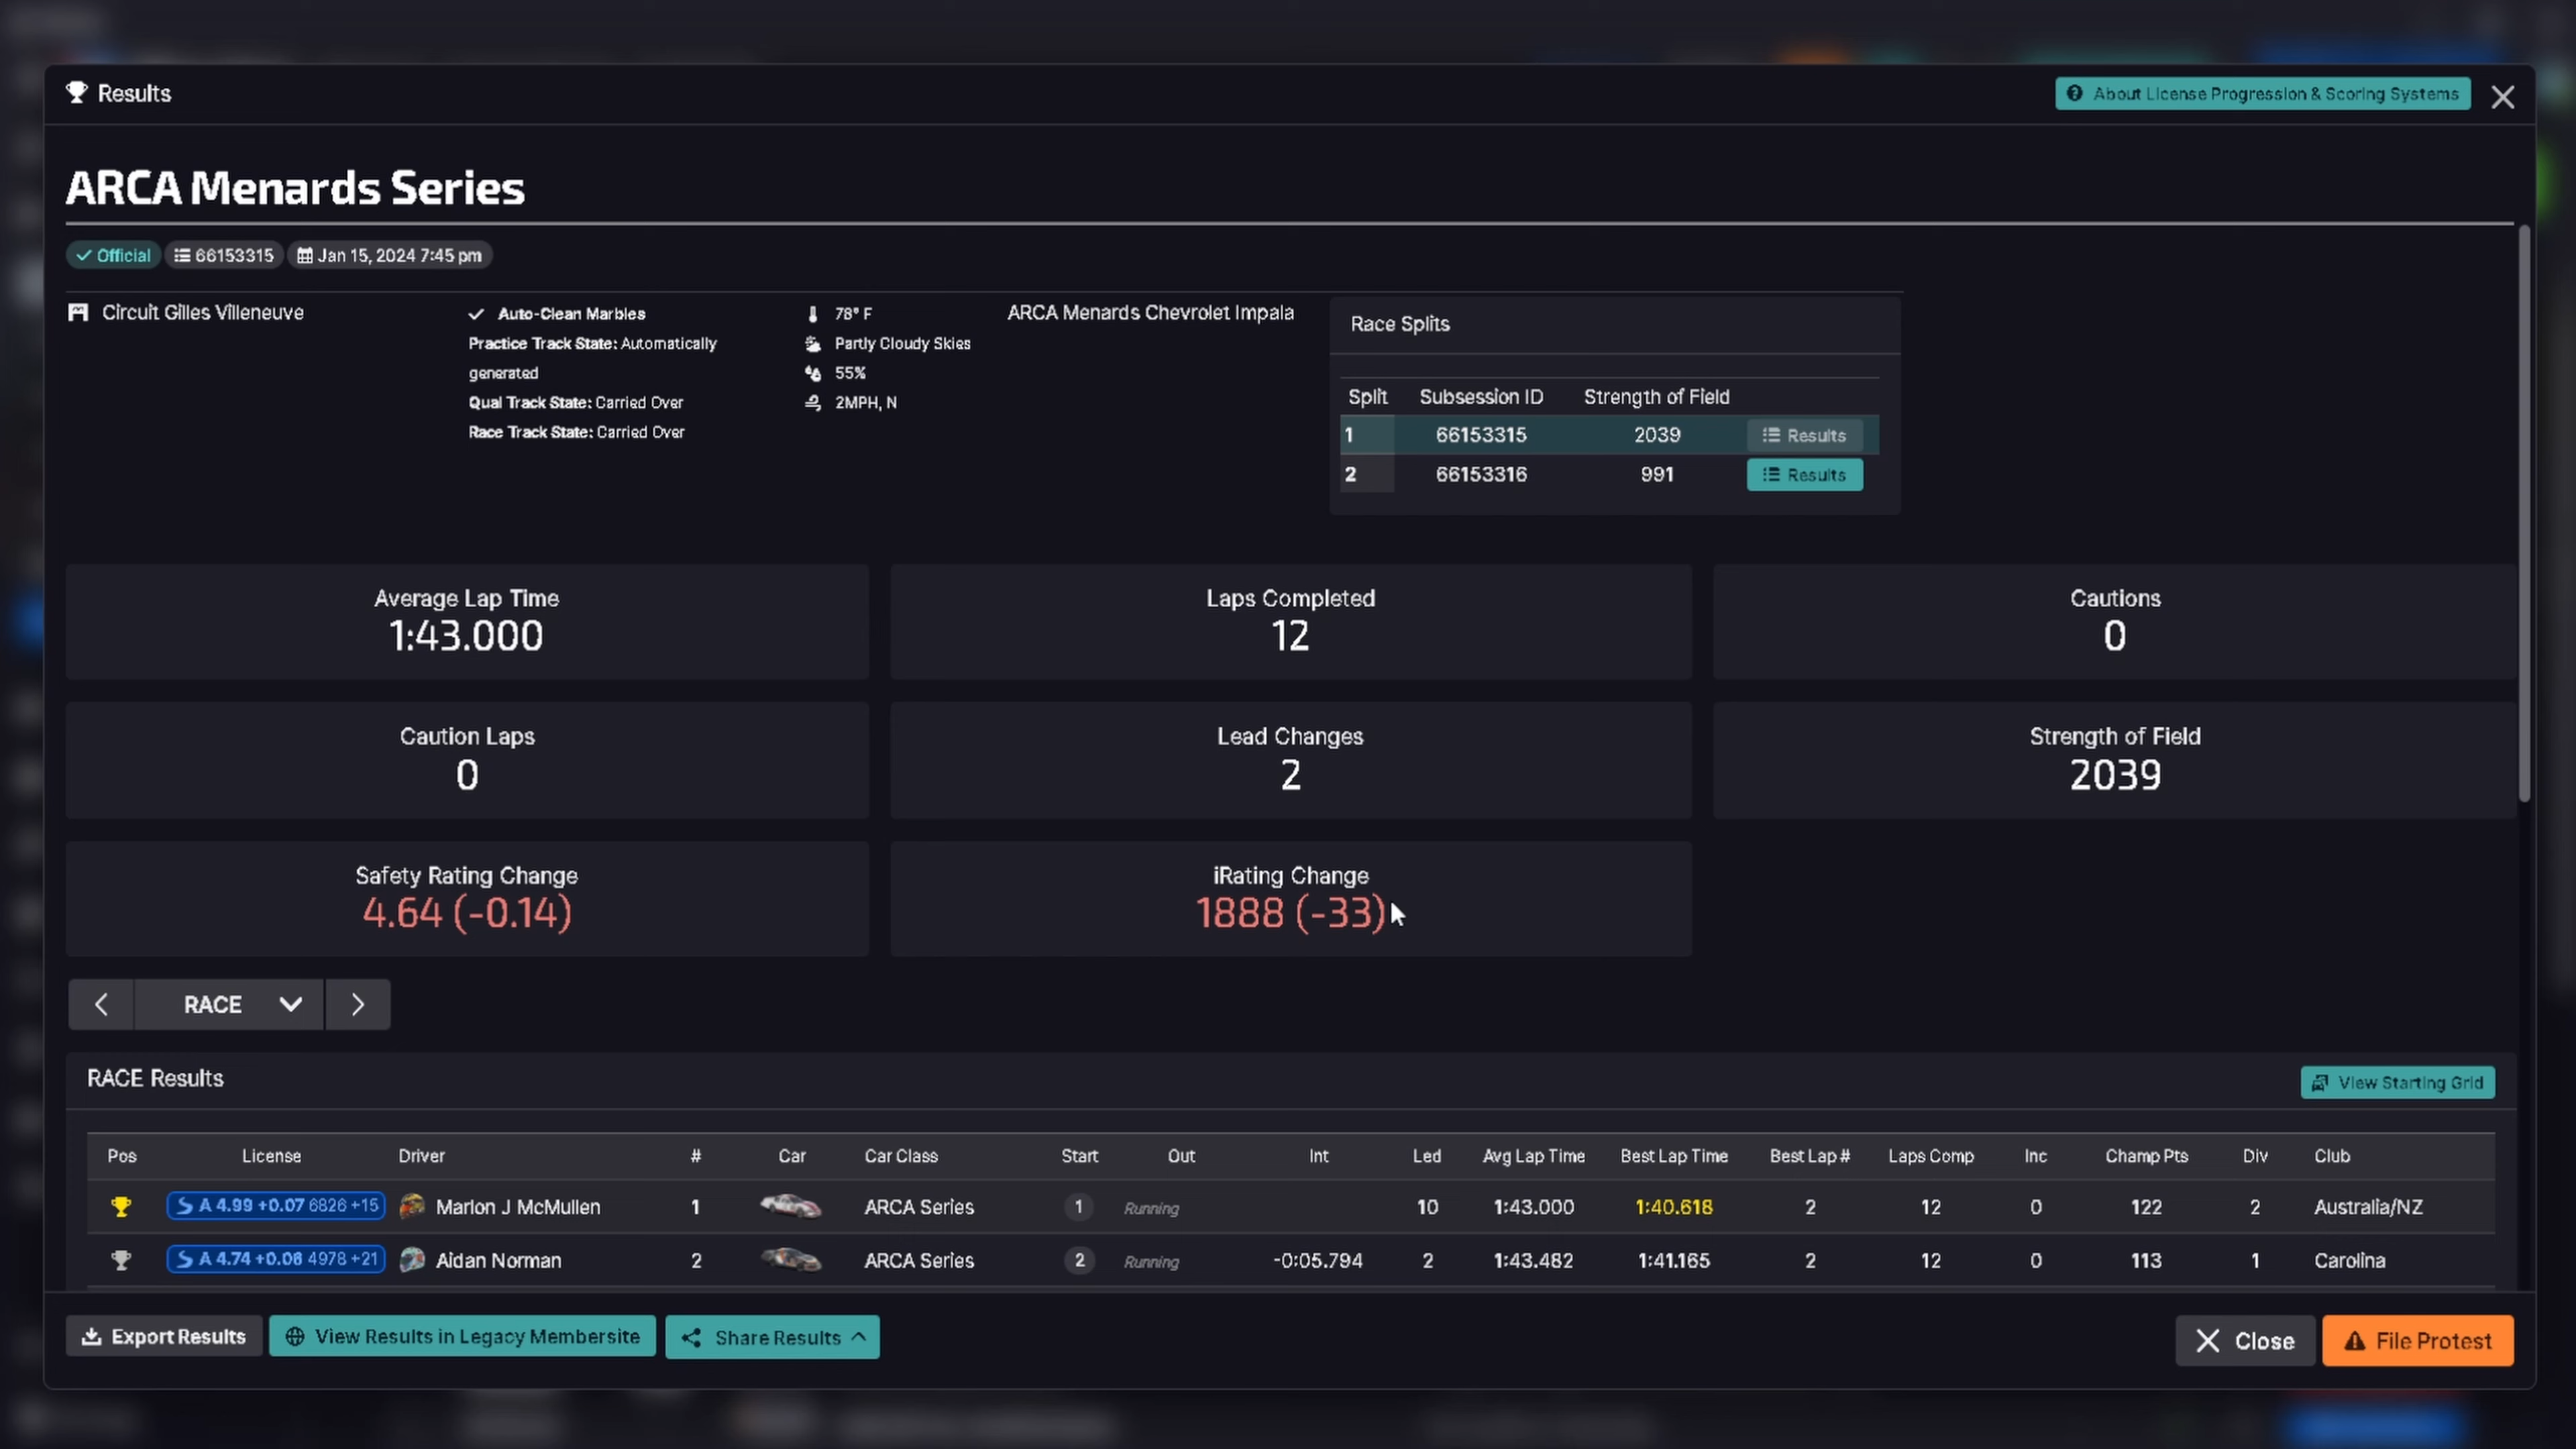 Results
About License Progression & Scoring Systems
ARCA Menards Series
Official 66153315 Jan 15, 2024 7:45 pm
Circuit Gilles Villeneuve
Auto-Clean Marbles
Practice Track State: Automatically
generated
Qual Track State: Carried Over
Race Track State: Carried Over
78° F
Partly Cloudy Skies
55%
2MPH, N
ARCA Menards Chevrolet Impala
Race Splits
Split Subsession ID Strength of Field
1 66153315 2039 Results
2 66153316 991 Results
Average Lap Time
1:43.000
Laps Completed
12
Cautions
0
Caution Laps
0
Lead Changes
2
Strength of Field
2039
Safety Rating Change
4.64 (-0.14)
iRating Change
1888 (-33)
RACE
RACE Results
View Starting Grid
Pos License Driver # Car Car Class Start Out Int Led Avg Lap Time Best Lap Time Best Lap # Laps Comp Inc Champ Pts Div Club
A 4.99 +0.07 6826 +15 Marlon J McMullen 1 ARCA Series 1 Running 10 1:43.000 1:40.618 2 12 0 122 2 Australia/NZ
A 4.74 +0.06 4978 +21 Aidan Norman 2 ARCA Series 2 Running -0:05.794 2 1:43.482 1:41.165 2 12 0 113 1 Carolina
Export Results
View Results in Legacy Membersite
Share Results
Close
File Protest